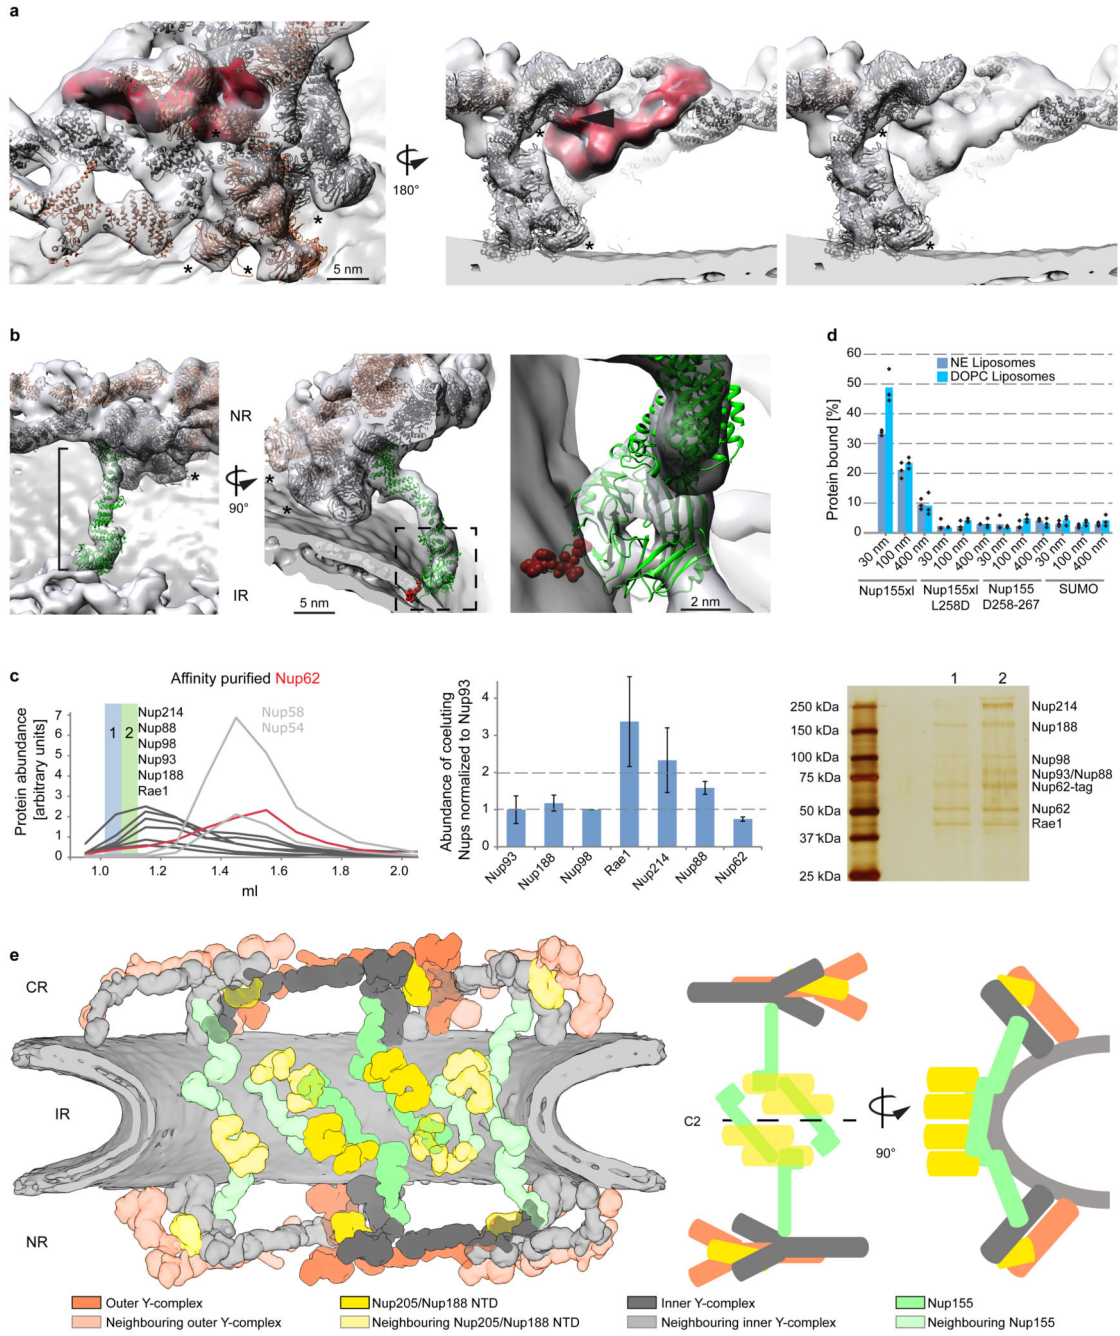 a
*
*
*
*
5 nm
180°
*
*
*
*
b
*
90°
NR
IR
*
*
5 nm
2 nm
d
Protein bound [%]
60
50
40
30
20
10
0
NE Liposomes
DOPC Liposomes
30 nm
100 nm
400 nm
30 nm
100 nm
400 nm
30 nm
100 nm
400 nm
30 nm
100 nm
400 nm
Nup155xl
Nup155xl
L258D
Nup155
D258-267
SUMO
c
Affinity purified Nup62
Protein abundance
[arbitrary units]
7
6
5
4
3
2
1
0
1
2
Nup214
Nup88
Nup98
Nup93
Nup188
Rae1
Nup58
Nup54
1.0
1.2
1.4
1.6
1.8
2.0
ml
Abundance of coeluting
Nups normalized to Nup93
4
3
2
1
0
Nup93
Nup188
Nup98
Rae1
Nup214
Nup88
Nup62
1
2
250 kDa
150 kDa
100 kDa
75 kDa
50 kDa
37 kDa
25 kDa
Nup214
Nup188
Nup98
Nup93/Nup88
Nup62-tag
Nup62
Rae1
e
CR
IR
NR
C2
90°
Outer Y-complex
Neighbouring outer Y-complex
Nup205/Nup188 NTD
Neighbouring Nup205/Nup188 NTD
Inner Y-complex
Neighbouring inner Y-complex
Nup155
Neighbouring Nup155